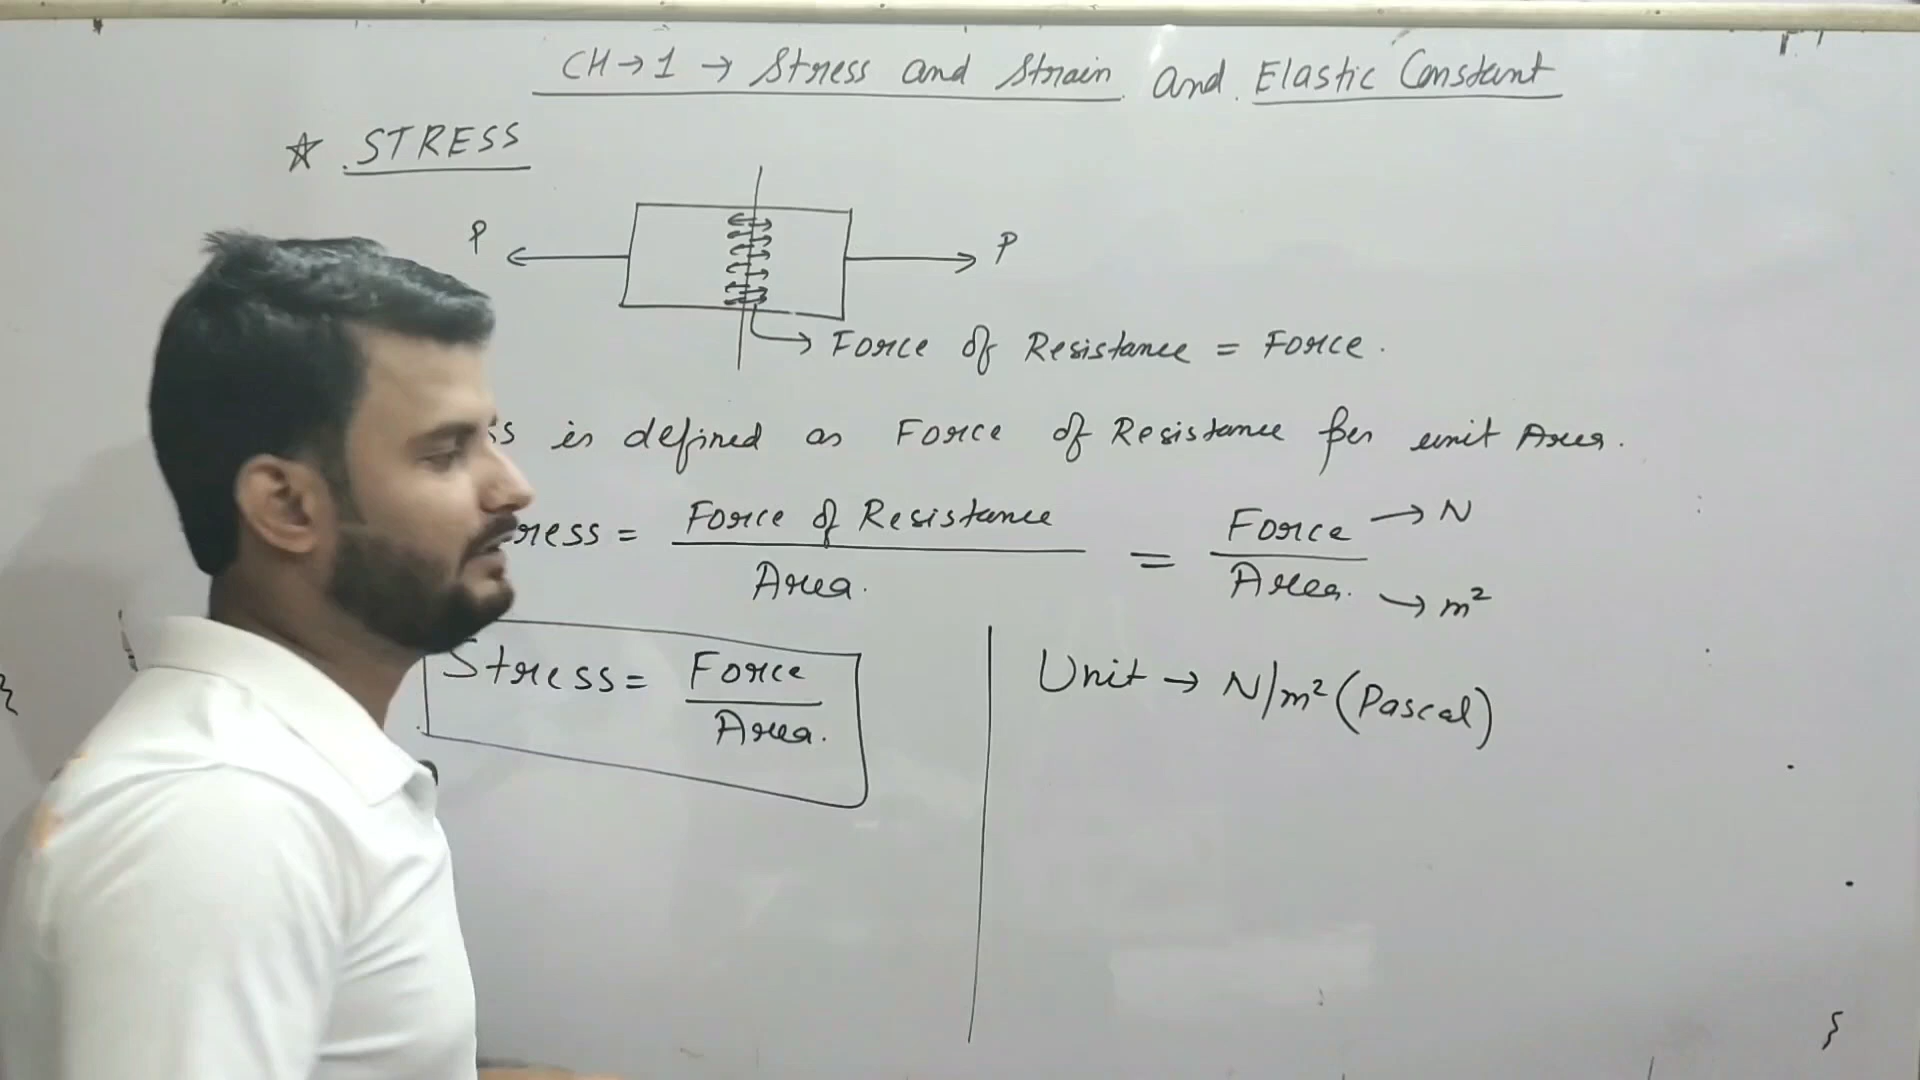 CH→1 → Stress and Strain and Elastic Constant
☆ STRESS
P P
→ Force of Resistance = Force.
is defined as Force of Resistance per unit Area.
ress = Force of Resistance / Area. = Force → N / Area. → m²
Stress = Force / Area.
Unit → N/m² (Pascal)